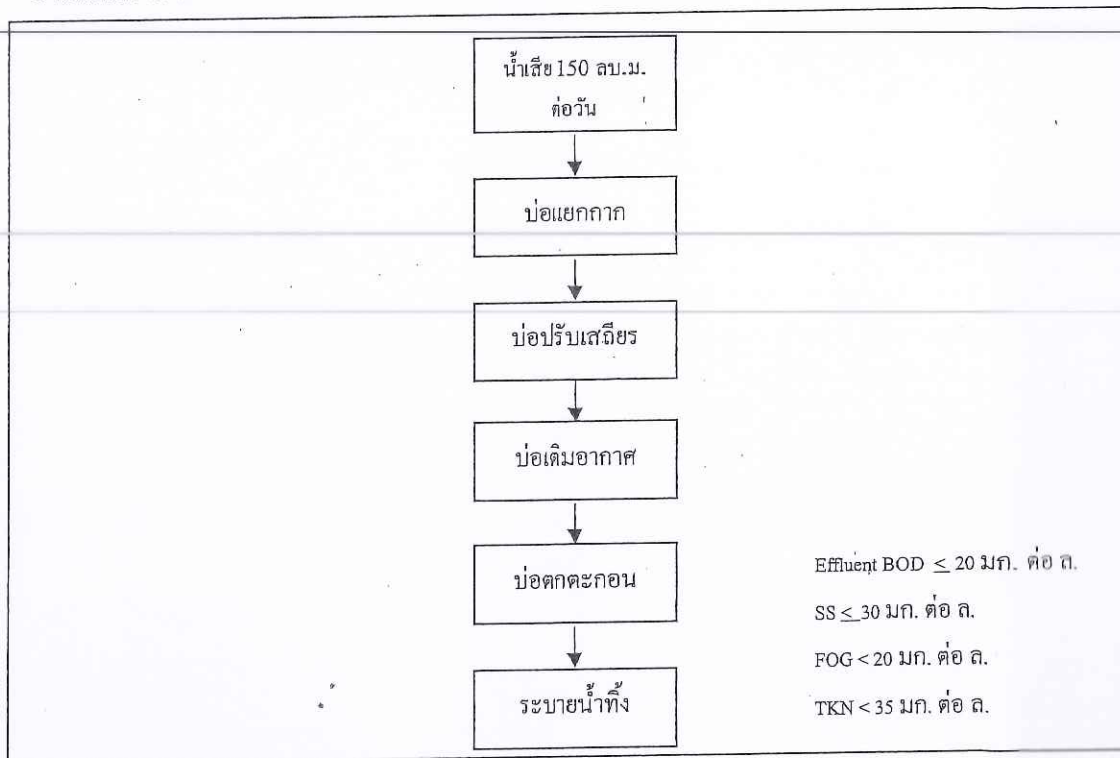 น้ำเสีย 150 ลบ.ม.
ต่อวัน
บ่อแยกกาก
บ่อปรับเสถียร
บ่อเติมอากาศ
บ่อตกตะกอน
ระบายน้ำทิ้ง
Effluent BOD ≤ 20 มก. ต่อ ล.
SS ≤ 30 มก. ต่อ ล.
FOG < 20 มก. ต่อ ล.
TKN < 35 มก. ต่อ ล.